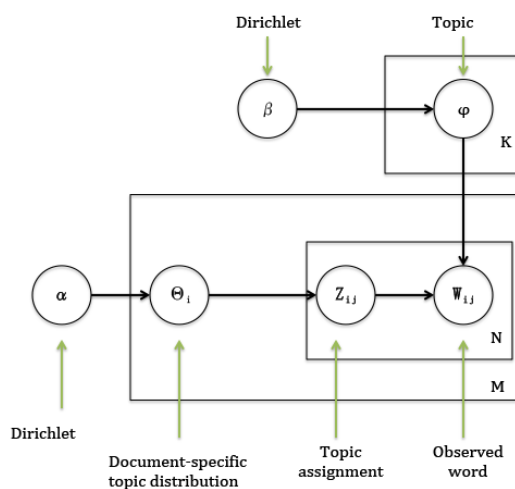 Dirichlet
Topic
β
φ
K
α
Θi
Zij
Wij
N
M
Dirichlet
Document-specific
topic distribution
Topic
assignment
Observed
word